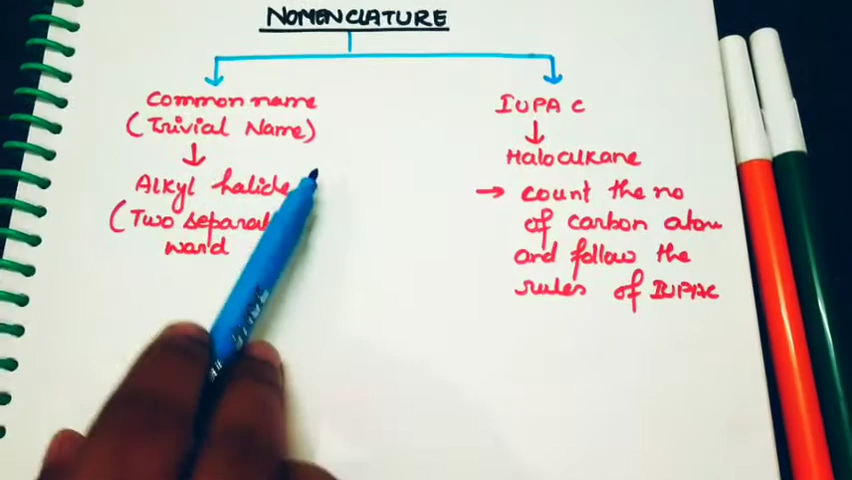 NOMENCLATURE
Common name
(Trivial Name)
Alkyl halide
(Two separat
word
IUPAC
Haloalkane
→ count the no
of carbon atom
and follow the
rules of IUPAC